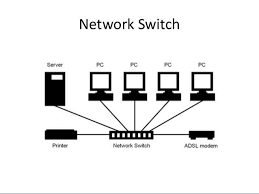 Network Switch
Server PC PC PC PC
Printer Network Switch ADSL modem